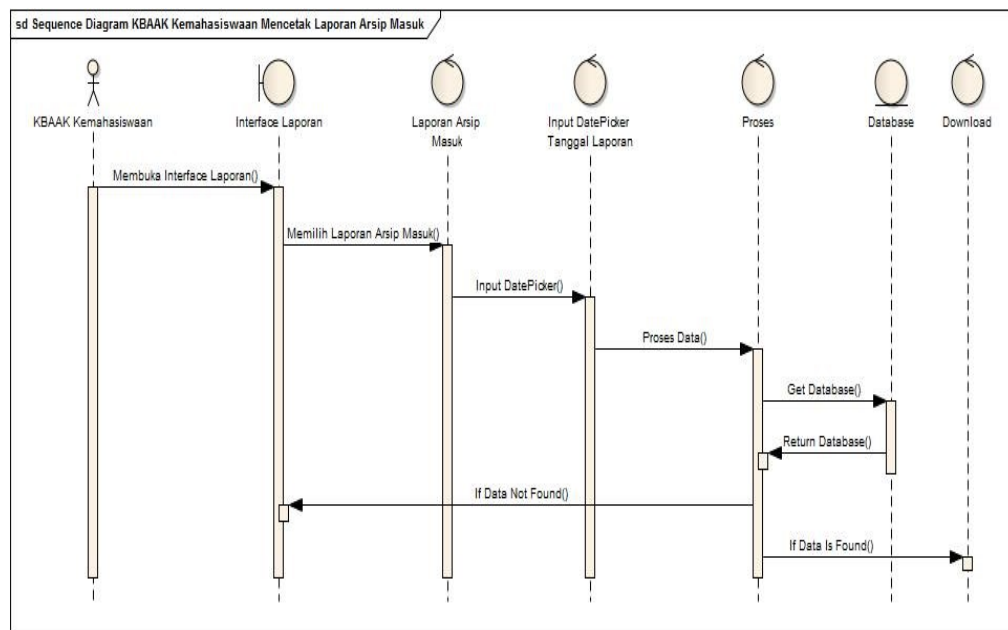 sd Sequence Diagram KBAAK Kemahasiswaan Mencetak Laporan Arsip Masuk
KBAAK Kemahasiswaan
Interface Laporan
Laporan Arsip
Masuk
Input DatePicker
Tanggal Laporan
Proses
Database
Download
Membuka Interface Laporan()
Memilih Laporan Arsip Masuk()
Input DatePicker()
Proses Data()
Get Database()
Return Database()
If Data Not Found()
If Data Is Found()